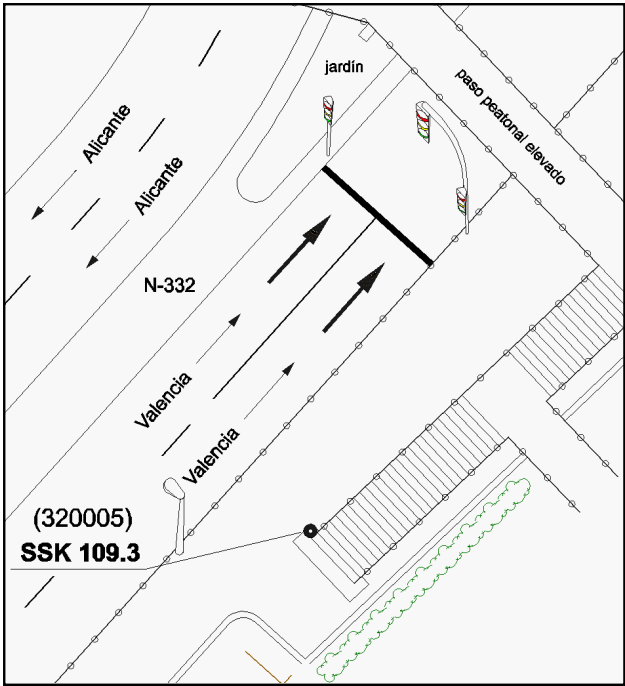 jardín
paso peatonal elevado
Alicante
Alicante
N-332
Valencia
Valencia
(320005)
SSK 109.3